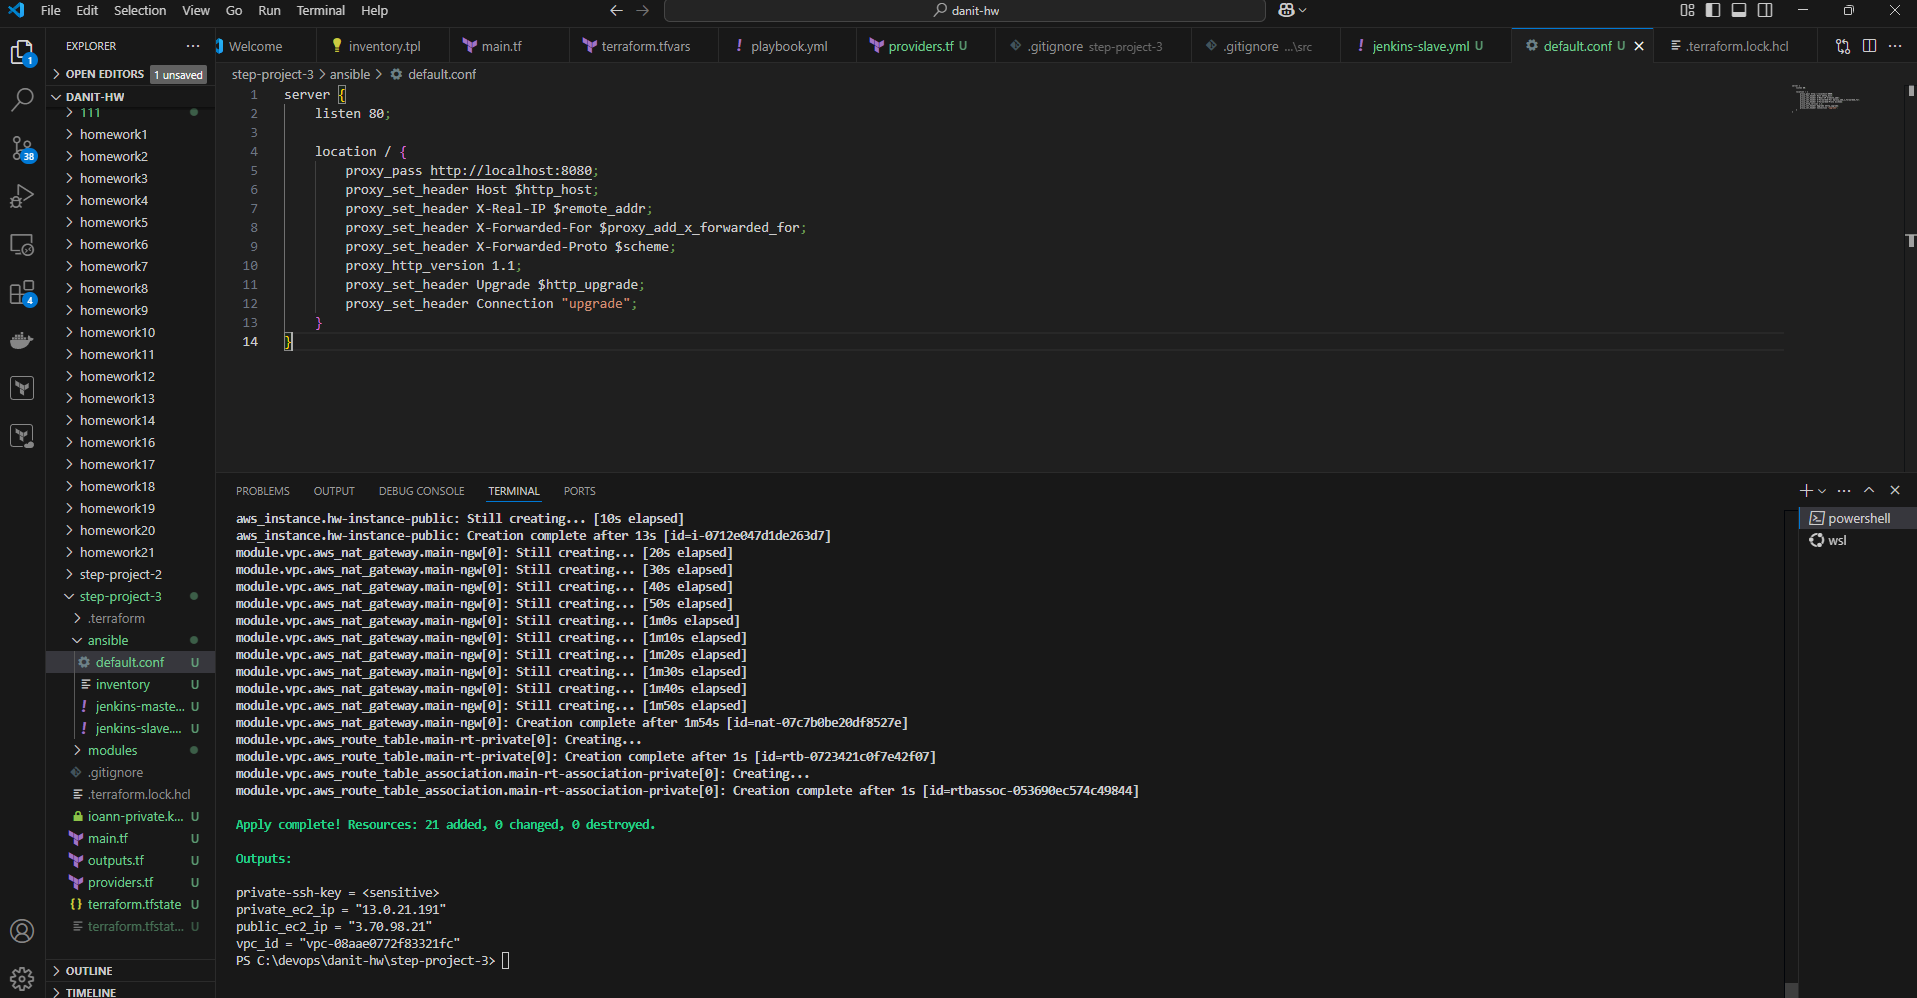 File Edit Selection View Go Run Terminal Help
danit-hw
EXPLORER
Welcome
inventory.tpl
main.tf
terraform.tfvars
! playbook.yml
providers.tf U
.gitignore step-project-3
.gitignore ...\src
! jenkins-slave.yml U
default.conf U
.terraform.lock.hcl
OPEN EDITORS 1 unsaved
DANIT-HW
111
homework1
homework2
homework3
homework4
homework5
homework6
homework7
homework8
homework9
homework10
homework11
homework12
homework13
homework14
homework16
homework17
homework18
homework19
homework20
homework21
step-project-2
step-project-3
.terraform
ansible
default.conf U
inventory U
! jenkins-maste... U
! jenkins-slave.... U
modules
.gitignore
.terraform.lock.hcl
ioann-private.k... U
main.tf U
outputs.tf U
providers.tf U
{} terraform.tfstate U
terraform.tfstat... U
OUTLINE
TIMELINE
1
38
4
step-project-3 > ansible > default.conf
1 server {
2 listen 80;
3
4 location / {
5 proxy_pass http://localhost:8080;
6 proxy_set_header Host $http_host;
7 proxy_set_header X-Real-IP $remote_addr;
8 proxy_set_header X-Forwarded-For $proxy_add_x_forwarded_for;
9 proxy_set_header X-Forwarded-Proto $scheme;
10 proxy_http_version 1.1;
11 proxy_set_header Upgrade $http_upgrade;
12 proxy_set_header Connection "upgrade";
13 }
14 }
PROBLEMS OUTPUT DEBUG CONSOLE TERMINAL PORTS
powershell
wsl
aws_instance.hw-instance-public: Still creating... [10s elapsed]
aws_instance.hw-instance-public: Creation complete after 13s [id=i-0712e047d1de263d7]
module.vpc.aws_nat_gateway.main-ngw[0]: Still creating... [20s elapsed]
module.vpc.aws_nat_gateway.main-ngw[0]: Still creating... [30s elapsed]
module.vpc.aws_nat_gateway.main-ngw[0]: Still creating... [40s elapsed]
module.vpc.aws_nat_gateway.main-ngw[0]: Still creating... [50s elapsed]
module.vpc.aws_nat_gateway.main-ngw[0]: Still creating... [1m0s elapsed]
module.vpc.aws_nat_gateway.main-ngw[0]: Still creating... [1m10s elapsed]
module.vpc.aws_nat_gateway.main-ngw[0]: Still creating... [1m20s elapsed]
module.vpc.aws_nat_gateway.main-ngw[0]: Still creating... [1m30s elapsed]
module.vpc.aws_nat_gateway.main-ngw[0]: Still creating... [1m40s elapsed]
module.vpc.aws_nat_gateway.main-ngw[0]: Still creating... [1m50s elapsed]
module.vpc.aws_nat_gateway.main-ngw[0]: Creation complete after 1m54s [id=nat-07c7b0be20df8527e]
module.vpc.aws_route_table.main-rt-private[0]: Creating...
module.vpc.aws_route_table.main-rt-private[0]: Creation complete after 1s [id=rtb-0723421c0f7e42f07]
module.vpc.aws_route_table_association.main-rt-association-private[0]: Creating...
module.vpc.aws_route_table_association.main-rt-association-private[0]: Creation complete after 1s [id=rtbassoc-053690ec574c49844]
Apply complete! Resources: 21 added, 0 changed, 0 destroyed.
Outputs:
private-ssh-key = <sensitive>
private_ec2_ip = "13.0.21.191"
public_ec2_ip = "3.70.98.21"
vpc_id = "vpc-08aae0772f83321fc"
PS C:\devops\danit-hw\step-project-3>